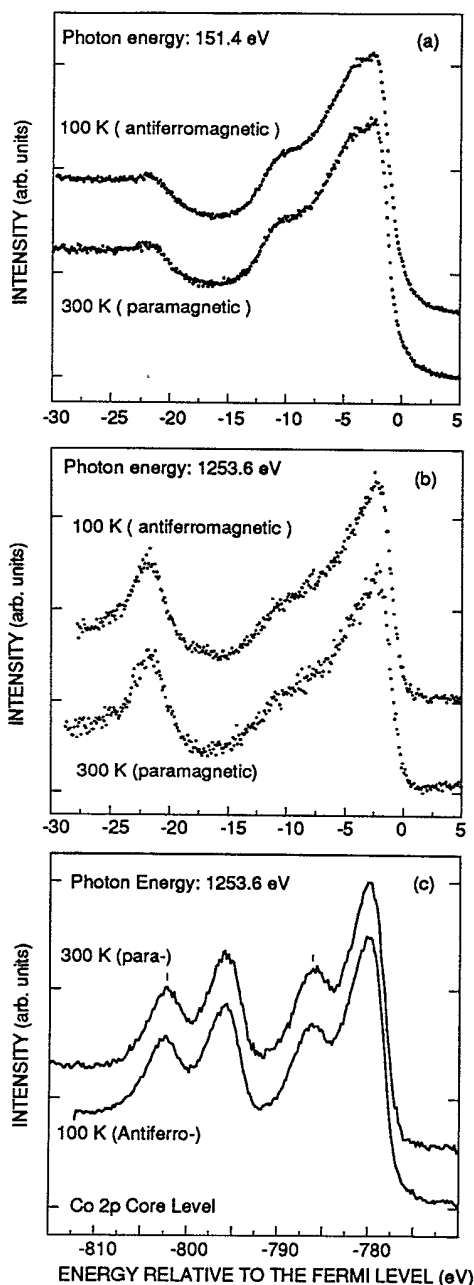 Photon energy: 151.4 eV
(a)
100 K ( antiferromagnetic )
300 K ( paramagnetic )
INTENSITY (arb. units)
-30 -25 -20 -15 -10 -5 0 5
Photon energy: 1253.6 eV
(b)
100 K ( antiferromagnetic )
300 K (paramagnetic)
INTENSITY (arb. units)
-30 -25 -20 -15 -10 -5 0 5
Photon Energy: 1253.6 eV
(c)
300 K (para-)
100 K (Antiferro-)
Co 2p Core Level
INTENSITY (arb. units)
-810 -800 -790 -780
ENERGY RELATIVE TO THE FERMI LEVEL (eV)